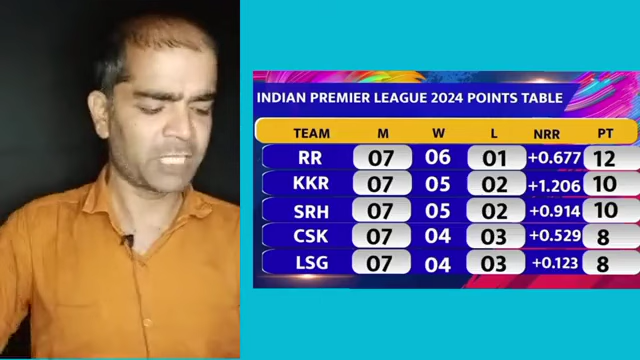 INDIAN PREMIER LEAGUE 2024 POINTS TABLE
TEAM M W L NRR PT
RR 07 06 01 +0.677 12
KKR 07 05 02 +1.206 10
SRH 07 05 02 +0.914 10
CSK 07 04 03 +0.529 8
LSG 07 04 03 +0.123 8